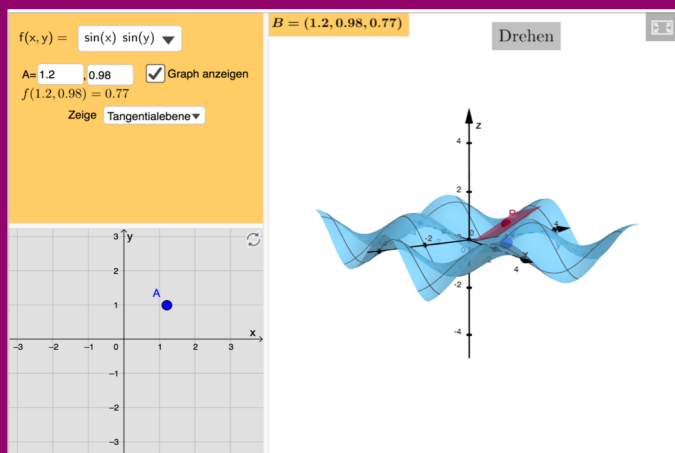 f(x, y) = sin(x) sin(y)
A= 1.2 , 0.98 Graph anzeigen
f(1.2, 0.98) = 0.77
Zeige Tangentialebene
B = (1.2, 0.98, 0.77)
Drehen
z
4
2
0
-2
-2
4
4
-2
-4
y
3
2
A
1
x
-3 -2 -1 0 1 2 3
-1
-2
-3